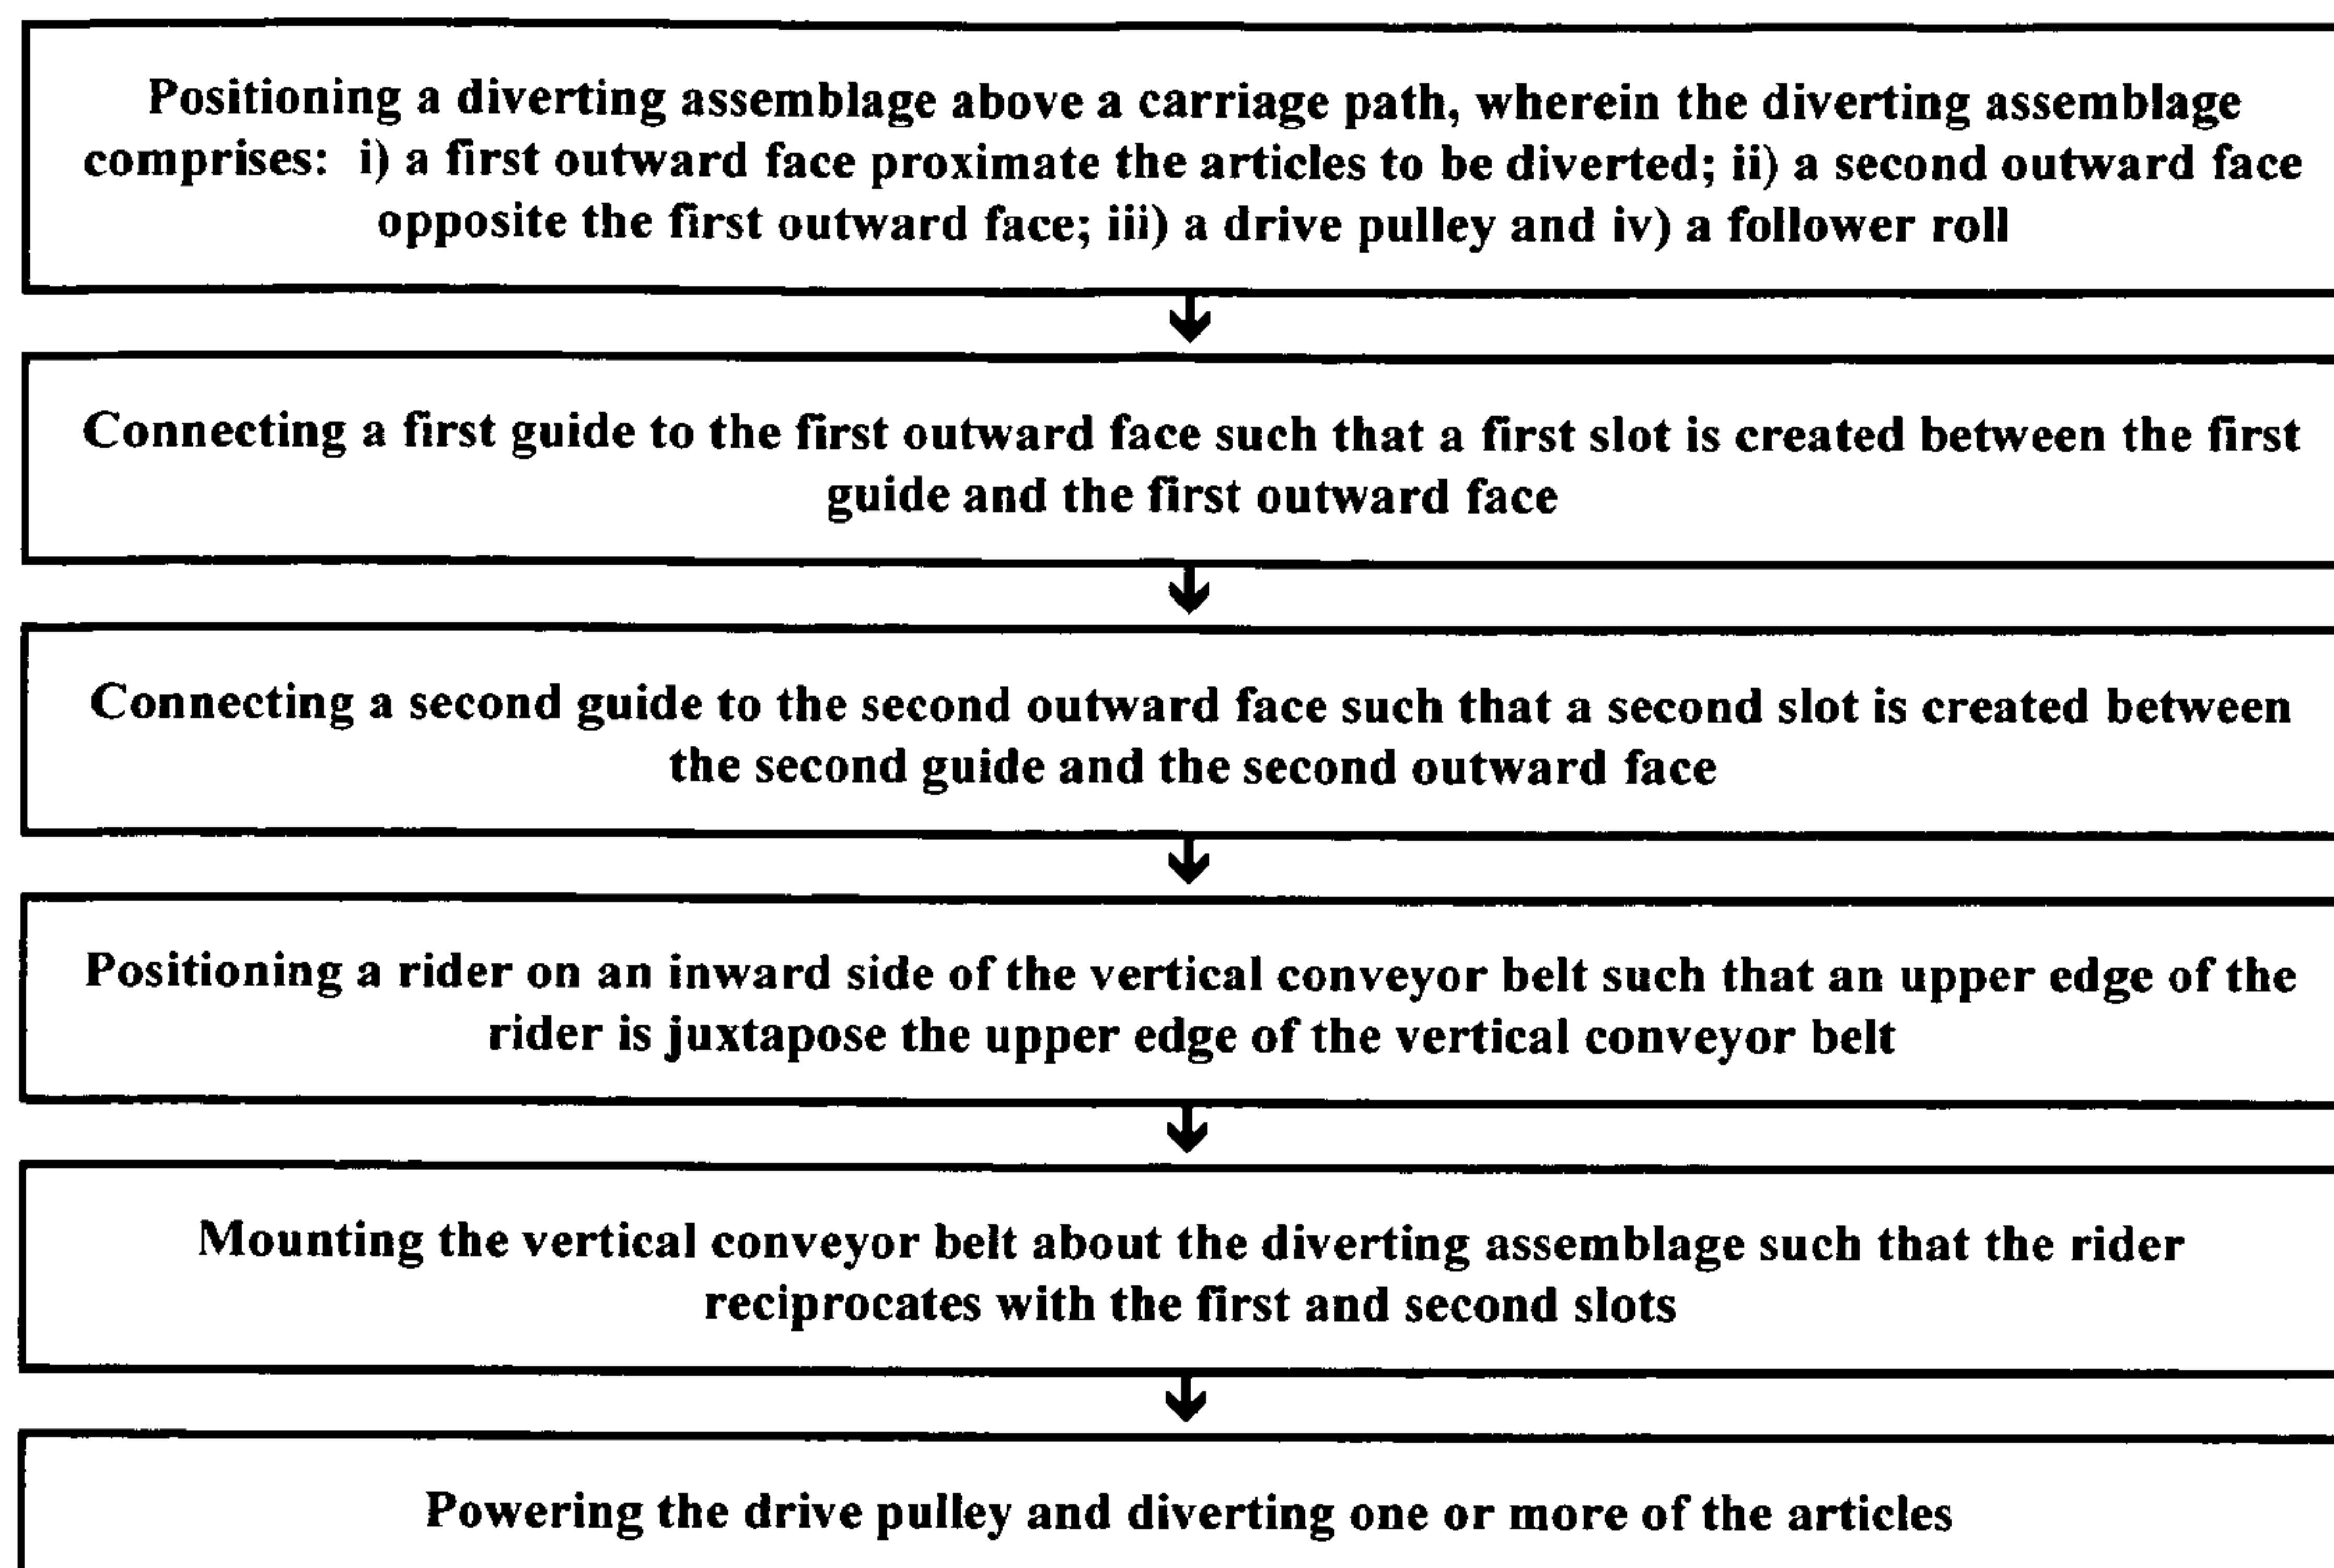 Positioning a diverting assemblage above a carriage path, wherein the diverting assemblage
comprises: i) a first outward face proximate the articles to be diverted; ii) a second outward face
opposite the first outward face; iii) a drive pulley and iv) a follower roll
Connecting a first guide to the first outward face such that a first slot is created between the first
guide and the first outward face
Connecting a second guide to the second outward face such that a second slot is created between
the second guide and the second outward face
Positioning a rider on an inward side of the vertical conveyor belt such that an upper edge of the
rider is juxtapose the upper edge of the vertical conveyor belt
Mounting the vertical conveyor belt about the diverting assemblage such that the rider
reciprocates with the first and second slots
Powering the drive pulley and diverting one or more of the articles